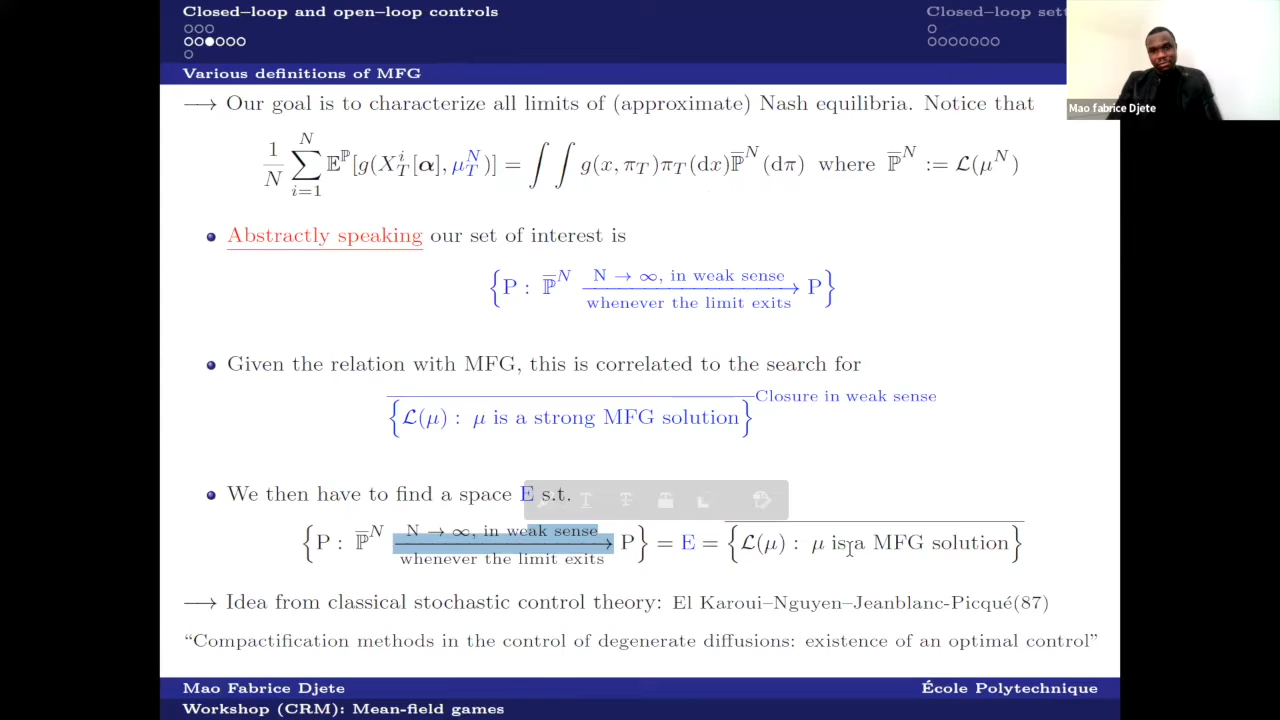 Closed–loop and open–loop controls
Closed–loop set
Various definitions of MFG
Mao fabrice Djete
⟶ Our goal is to characterize all limits of (approximate) Nash equilibria. Notice that
1/N ∑_{i=1}^{N} 𝔼^ℙ[g(X^i_T[α], μ^N_T)] = ∫∫ g(x, π_T)π_T(dx)ℙ̅^N(dπ) where ℙ̅^N := ℒ(μ^N)
Abstractly speaking our set of interest is
{P : ℙ̅^N N → ∞, in weak sense ⟶ whenever the limit exits P}
Given the relation with MFG, this is correlated to the search for
{ℒ(μ) : μ is a strong MFG solution} Closure in weak sense
We then have to find a space E s.t.
{P : ℙ̅^N N → ∞, in weak sense ⟶ whenever the limit exits P} = E = {ℒ(μ) : μ is a MFG solution}
⟶ Idea from classical stochastic control theory: El Karoui–Nguyen–Jeanblanc-Picqué(87)
“Compactification methods in the control of degenerate diffusions: existence of an optimal control”
Mao Fabrice Djete
École Polytechnique
Workshop (CRM): Mean-field games